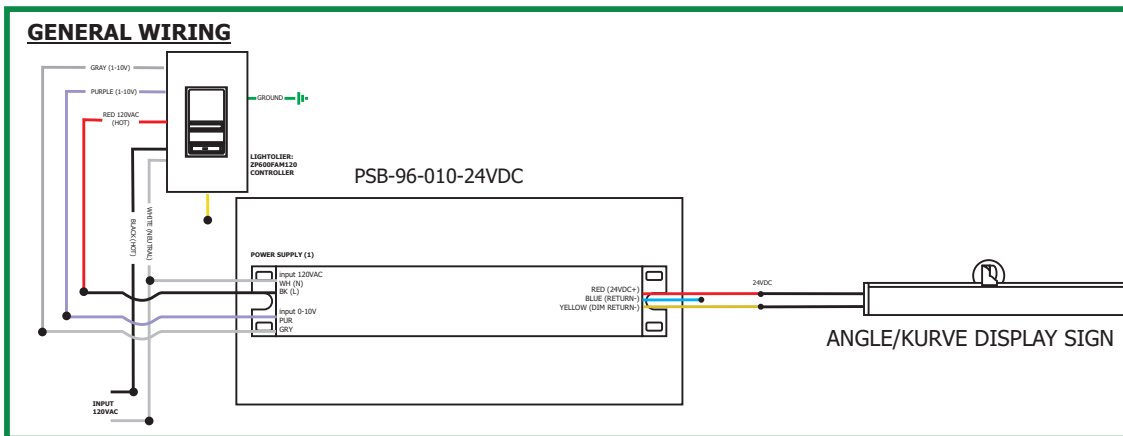 GENERAL WIRING
GRAY (1-10V)
PURPLE (1-10V)
RED 120VAC
(HOT)
GROUND
LIGHTOLIER:
ZP600FAM120
CONTROLLER
BLACK (HOT)
WHITE (NEUTRAL)
PSB-96-010-24VDC
POWER SUPPLY (1)
input 120VAC
WH (N)
BK (L)
input 0-10V
PUR
GRY
RED (24VDC+)
BLUE (RETURN-)
YELLOW (DIM RETURN-)
24VDC
ANGLE/KURVE DISPLAY SIGN
INPUT
120VAC